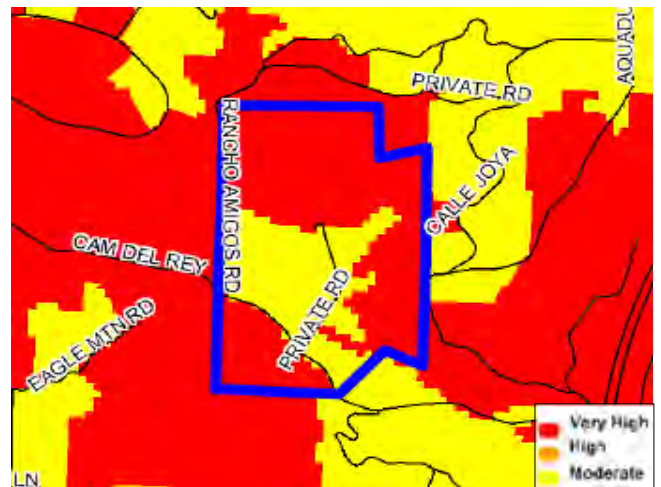 PRIVATE RD
AQUADU
RANCHO AMIGOS RD
CALLE JOYA
CAM DEL REY
PRIVATE RD
EAGLE MTN RD
LN
Very High
High
Moderate